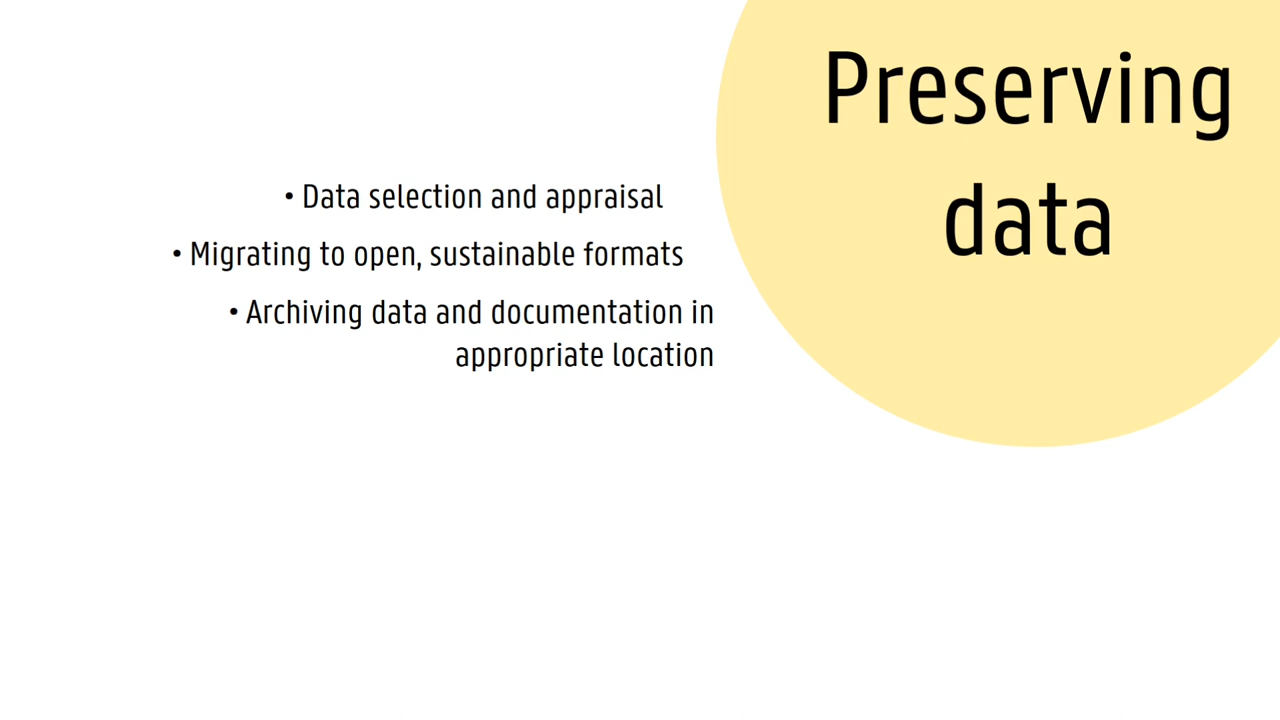 Preserving
data
• Data selection and appraisal
• Migrating to open, sustainable formats
• Archiving data and documentation in
appropriate location